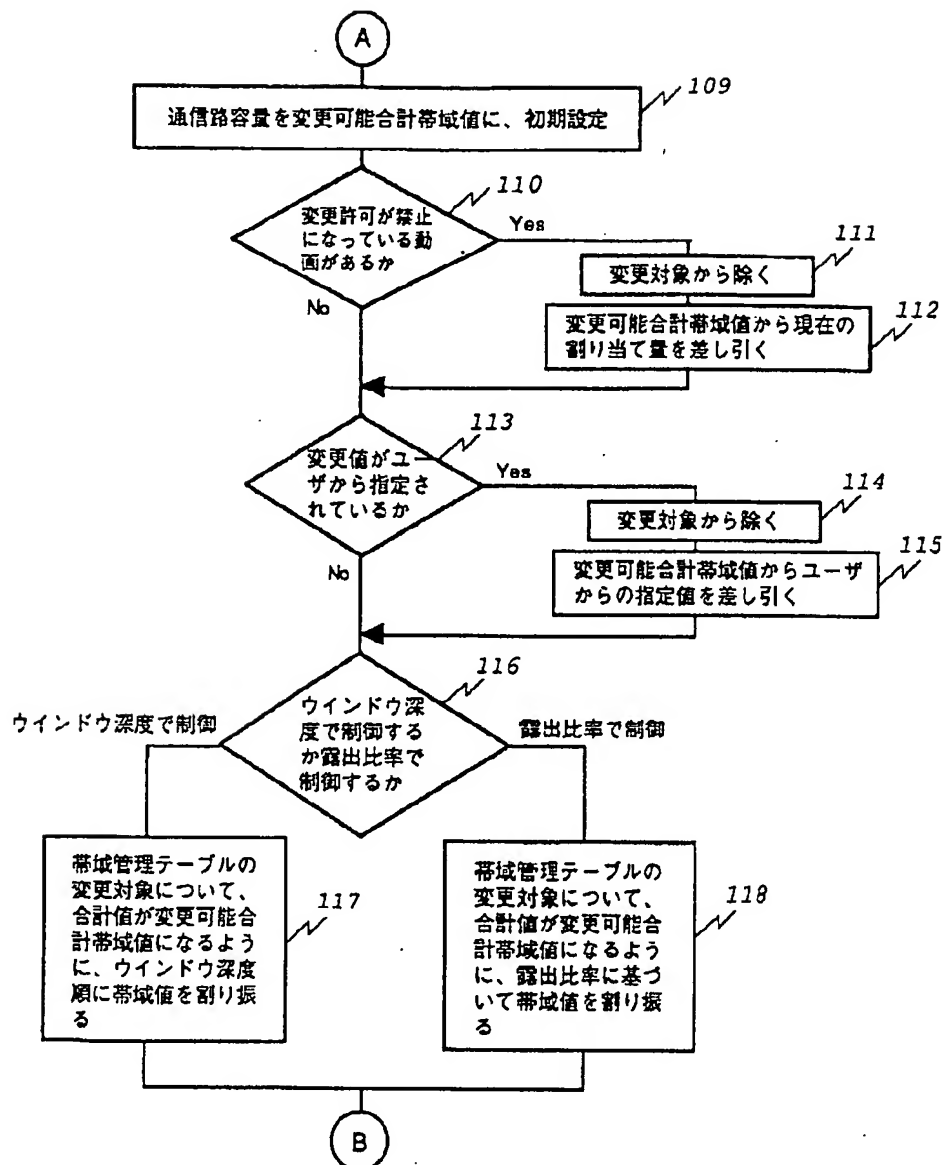 A
109
通信路容量を変更可能合計帯域値に、初期設定
110
変更許可が禁止
になっている動
画があるか
Yes
No
111
変更対象から除く
112
変更可能合計帯域値から現在の
割り当て量を差し引く
113
変更値がユー
ザから指定さ
れているか
Yes
No
114
変更対象から除く
115
変更可能合計帯域値からユーザ
からの指定値を差し引く
116
ウインドウ深
度で制御する
か露出比率で
制御するか
ウインドウ深度で制御
露出比率で制御
帯域管理テーブルの
変更対象について、
合計値が変更可能合
計帯域値になるよう
に、ウインドウ深度
順に帯域値を割り振
る
117
帯域管理テーブルの
変更対象について、
合計値が変更可能合
計帯域値になるよう
に、露出比率に基づ
いて帯域値を割り振
る
118
B